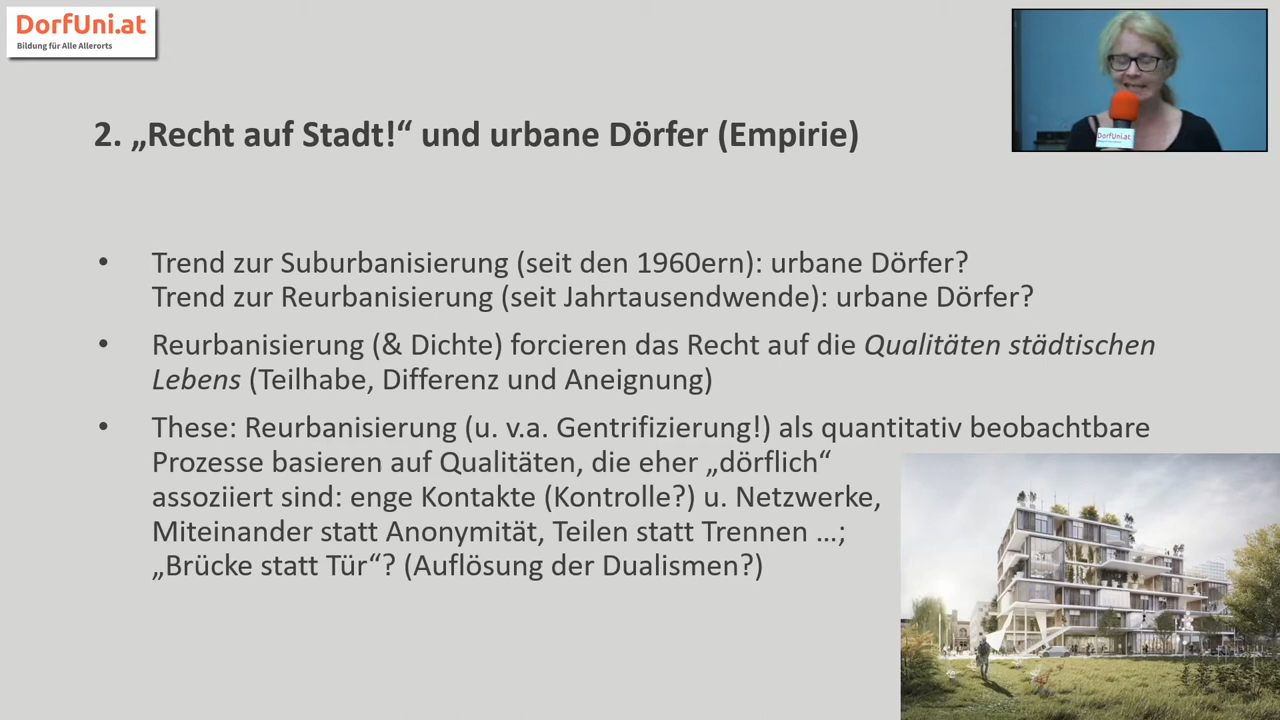 DorfUni.at
Bildung für Alle Allerorts
DorfUni.at
2. „Recht auf Stadt!“ und urbane Dörfer (Empirie)
• Trend zur Suburbanisierung (seit den 1960ern): urbane Dörfer?
Trend zur Reurbanisierung (seit Jahrtausendwende): urbane Dörfer?
• Reurbanisierung (& Dichte) forcieren das Recht auf die Qualitäten städtischen
Lebens (Teilhabe, Differenz und Aneignung)
• These: Reurbanisierung (u. v.a. Gentrifizierung!) als quantitativ beobachtbare
Prozesse basieren auf Qualitäten, die eher „dörflich“
assoziiert sind: enge Kontakte (Kontrolle?) u. Netzwerke,
Miteinander statt Anonymität, Teilen statt Trennen …;
„Brücke statt Tür“? (Auflösung der Dualismen?)